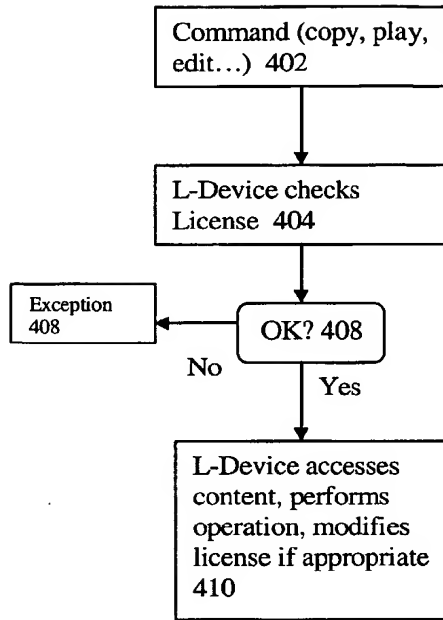 Command (copy, play,
edit...) 402
L-Device checks
License 404
Exception
408
OK? 408
No
Yes
L-Device accesses
content, performs
operation, modifies
license if appropriate
410